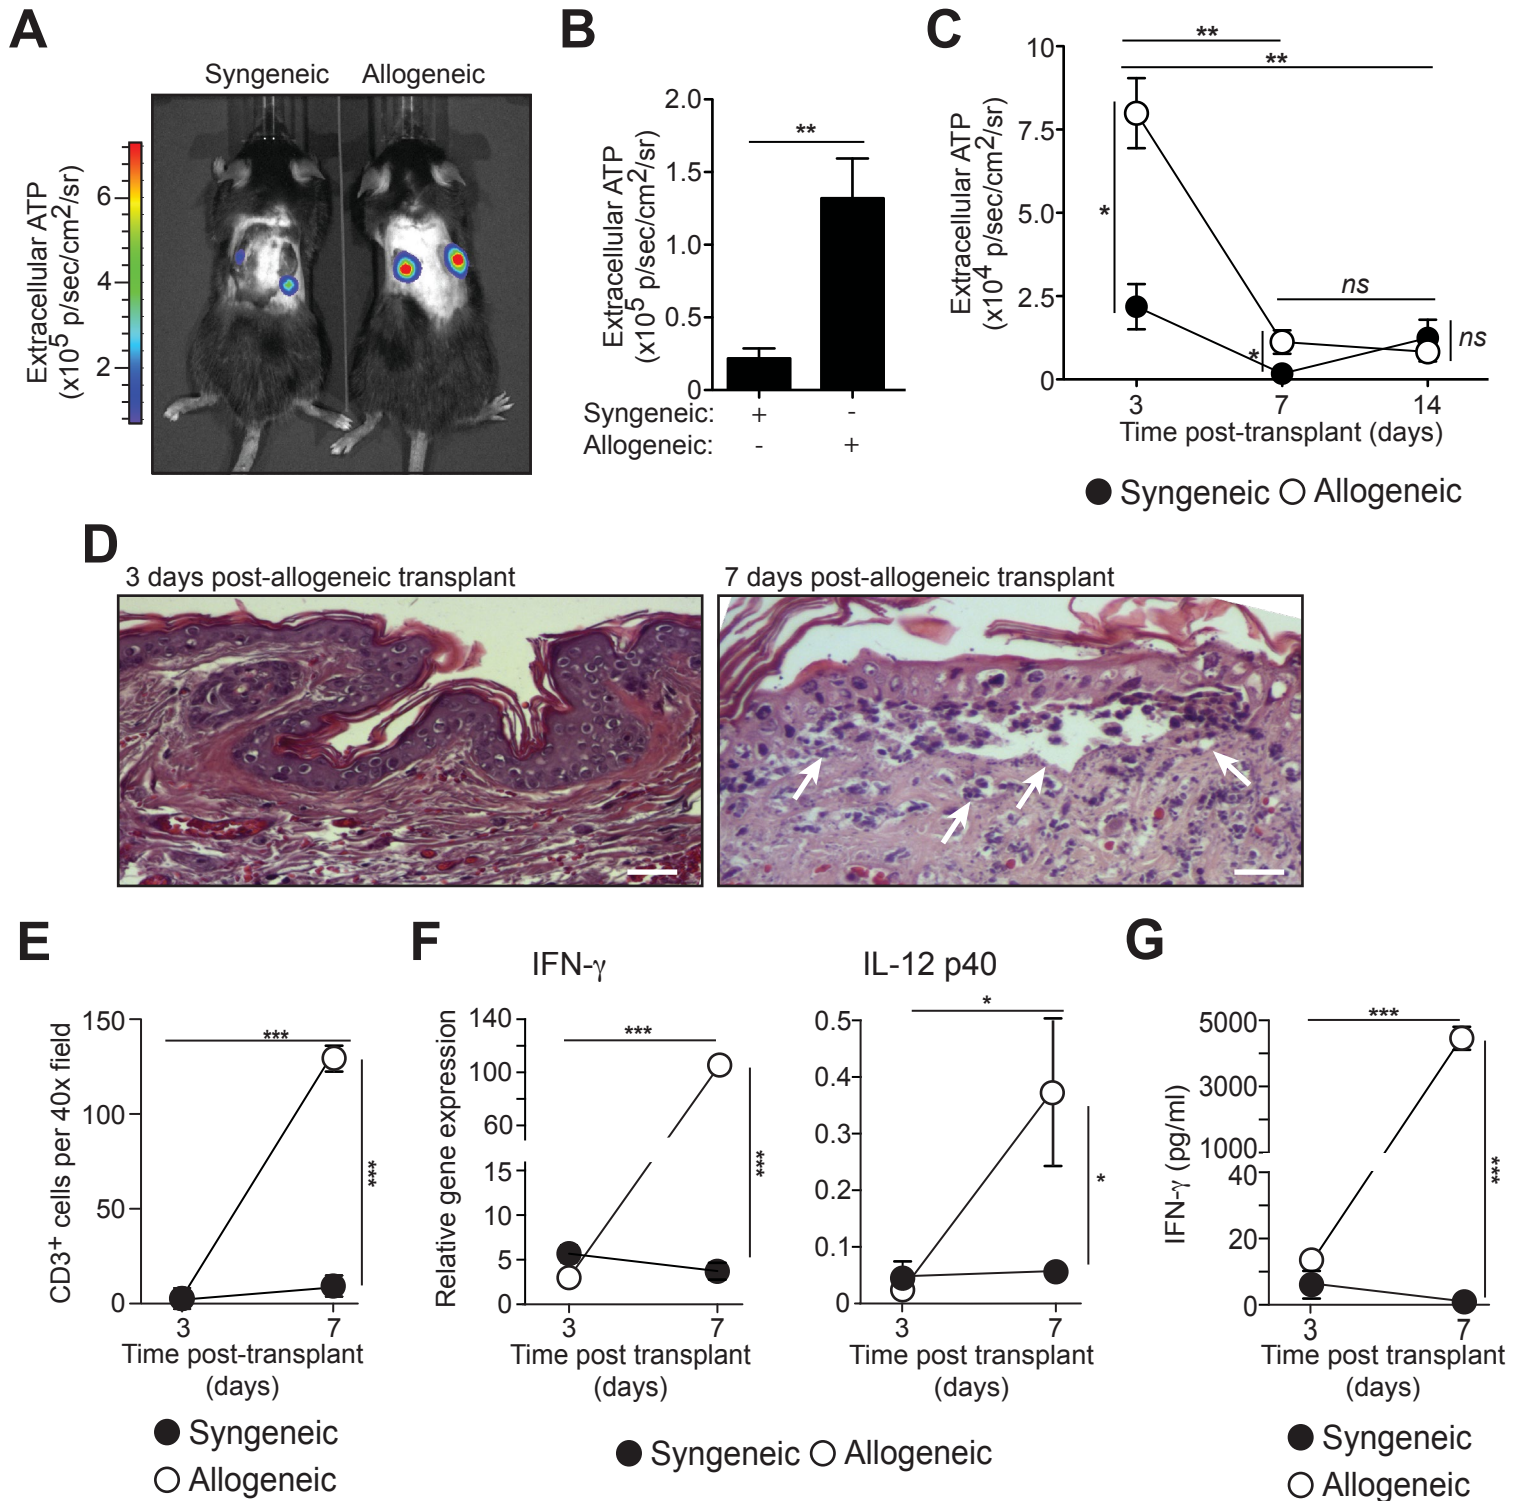 A
Syngeneic Allogeneic
Extracellular ATP
(x10^5 p/sec/cm^2/sr)
6
4
2
B
Extracellular ATP
(x10^5 p/sec/cm^2/sr)
2.0
1.5
1.0
0.5
0
**
Syngeneic: + -
Allogeneic: - +
C
Extracellular ATP
(x10^4 p/sec/cm^2/sr)
10
7.5
5.0
2.5
0
**
**
*
*
ns
ns
3 7 14
Time post-transplant (days)
Syngeneic Allogeneic
D
3 days post-allogeneic transplant
7 days post-allogeneic transplant
E
CD3+ cells per 40x field
150
100
50
0
***
***
3 7
Time post-transplant
(days)
Syngeneic
Allogeneic
F
IFN-γ
Relative gene expression
140
100
60
15
10
5
0
***
***
3 7
Time post transplant
(days)
IL-12 p40
0.5
0.4
0.3
0.2
0.1
0
*
*
3 7
Time post transplant
(days)
Syngeneic Allogeneic
G
IFN-γ (pg/ml)
5000
3000
1000
40
20
0
***
***
3 7
Time post transplant
(days)
Syngeneic
Allogeneic